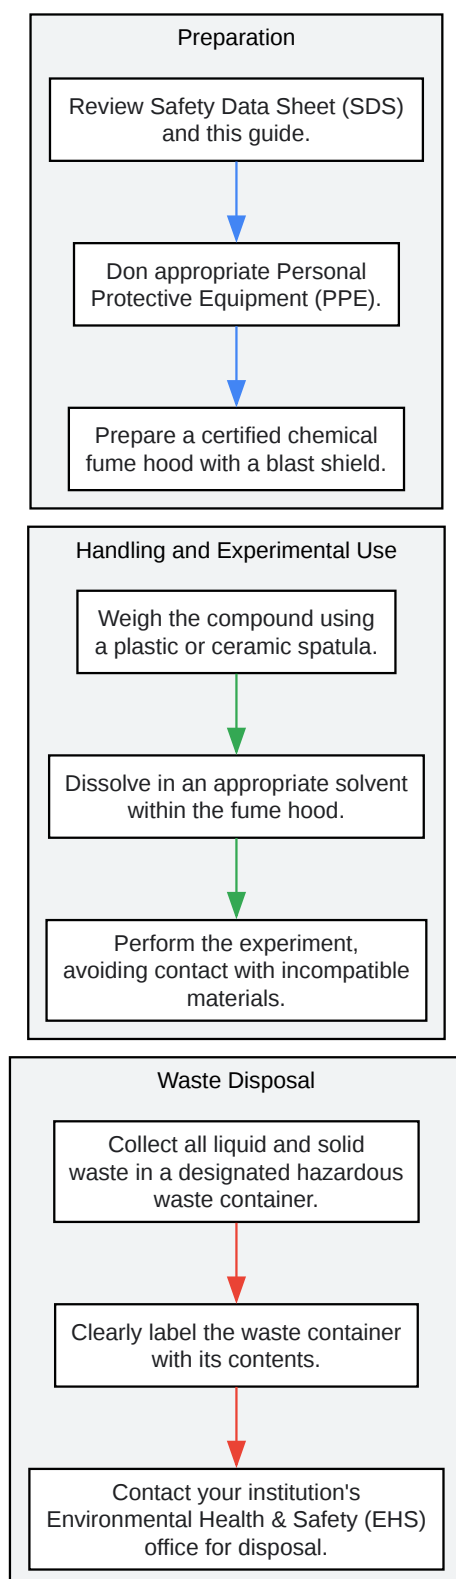 Preparation
Review Safety Data Sheet (SDS)
and this guide.
Don appropriate Personal
Protective Equipment (PPE).
Prepare a certified chemical
fume hood with a blast shield.
Handling and Experimental Use
Weigh the compound using
a plastic or ceramic spatula.
Dissolve in an appropriate solvent
within the fume hood.
Perform the experiment,
avoiding contact with incompatible
materials.
Waste Disposal
Collect all liquid and solid
waste in a designated hazardous
waste container.
Clearly label the waste container
with its contents.
Contact your institution's
Environmental Health & Safety (EHS)
office for disposal.